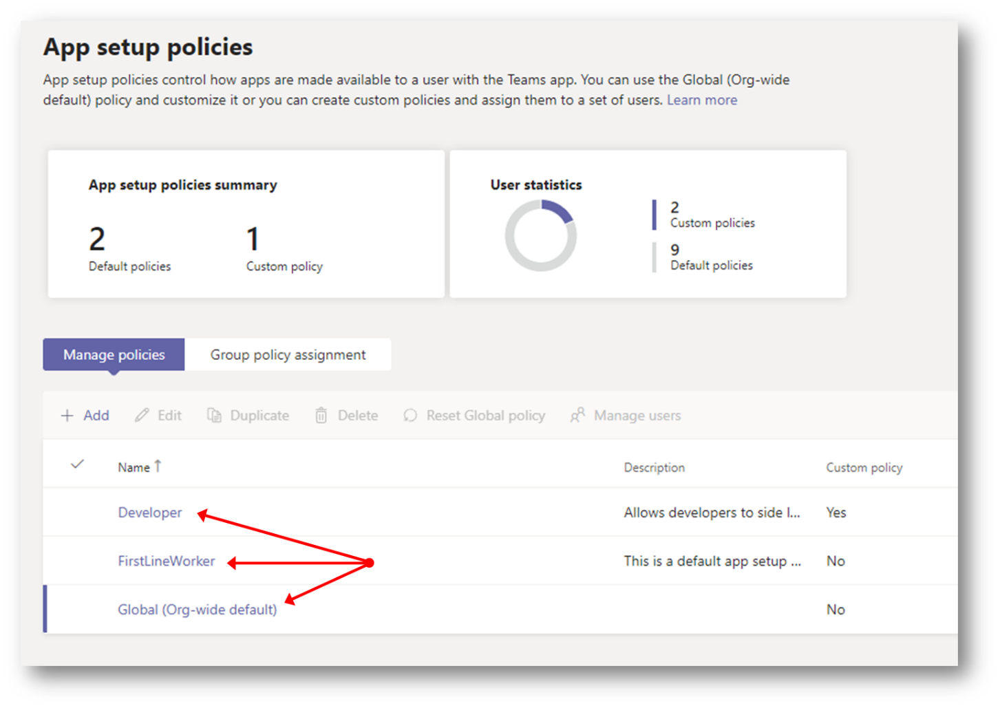 App setup policies
App setup policies control how apps are made available to a user with the Teams app. You can use the Global (Org-wide
default) policy and customize it or you can create custom policies and assign them to a set of users. Learn more
App setup policies summary
2
Default policies
1
Custom policy
User statistics
2
Custom policies
9
Default policies
Manage policies
Group policy assignment
+ Add
Edit
Duplicate
Delete
Reset Global policy
Manage users
Name ↑
Description
Custom policy
Developer
Allows developers to side l...
Yes
FirstLineWorker
This is a default app setup ...
No
Global (Org-wide default)
No